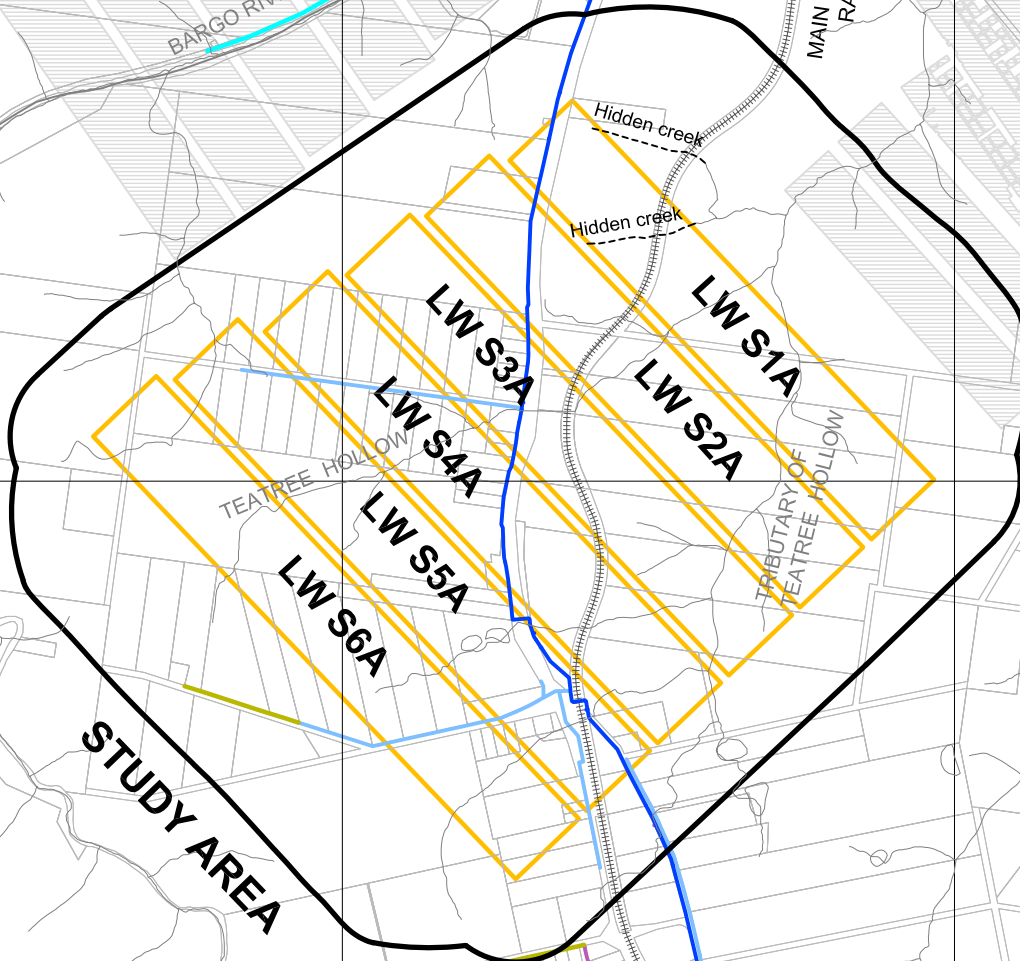 BARGO
MAIN
RA
Hidden creek
Hidden creek
LW S1A
LW S3A
LW S2A
LW S4A
TEATREE HOLLOW
TRIBUTARY OF
TEATREE HOLLOW
LW S5A
LW S6A
STUDY AREA